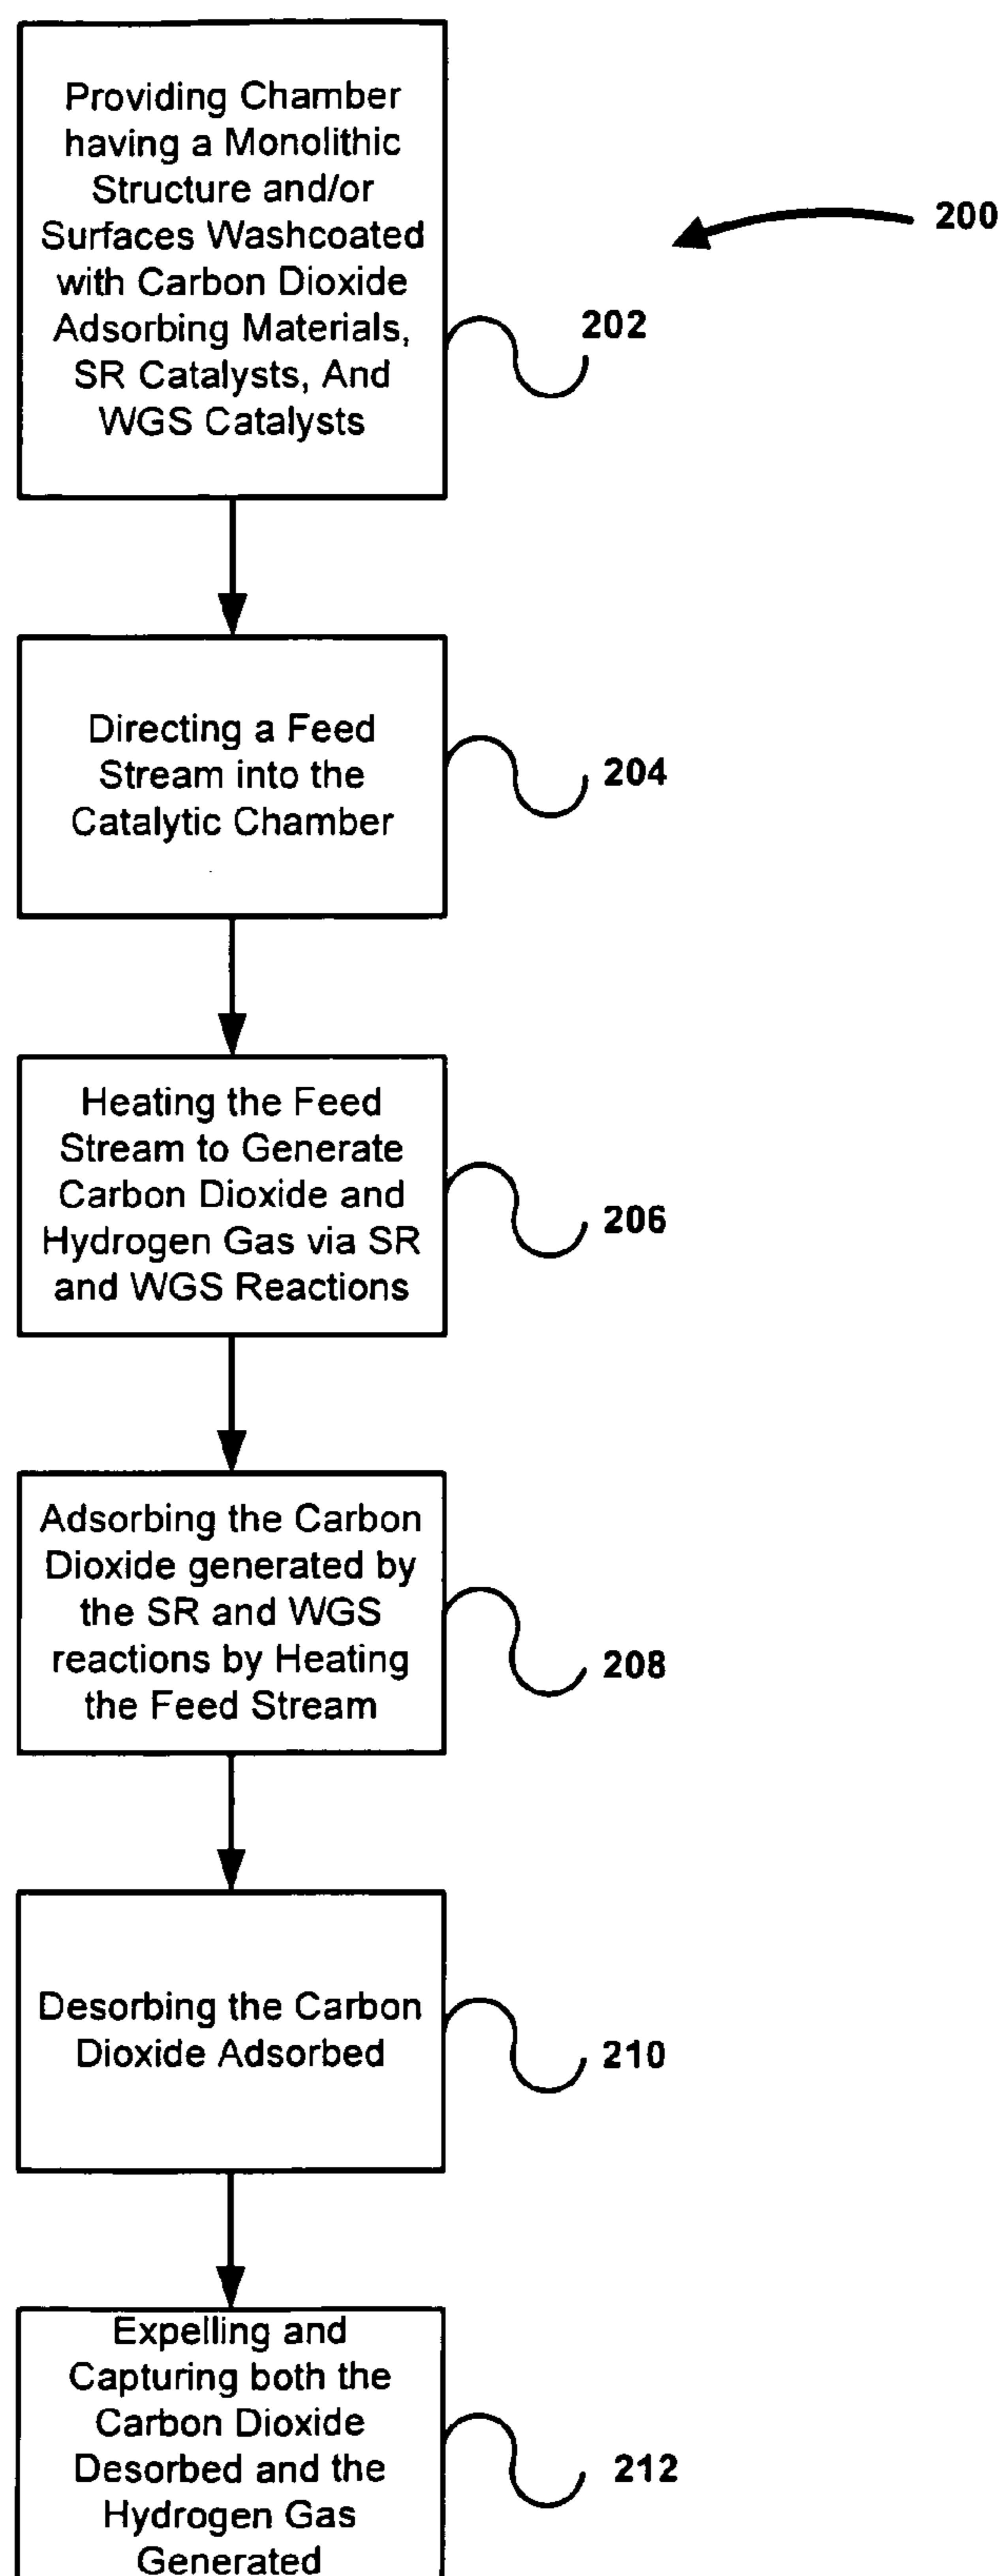 Providing Chamber
having a Monolithic
Structure and/or
Surfaces Washcoated
with Carbon Dioxide
Adsorbing Materials,
SR Catalysts, And
WGS Catalysts
200
202
Directing a Feed
Stream into the
Catalytic Chamber
204
Heating the Feed
Stream to Generate
Carbon Dioxide and
Hydrogen Gas via SR
and WGS Reactions
206
Adsorbing the Carbon
Dioxide generated by
the SR and WGS
reactions by Heating
the Feed Stream
208
Desorbing the Carbon
Dioxide Adsorbed
210
Expelling and
Capturing both the
Carbon Dioxide
Desorbed and the
Hydrogen Gas
Generated
212